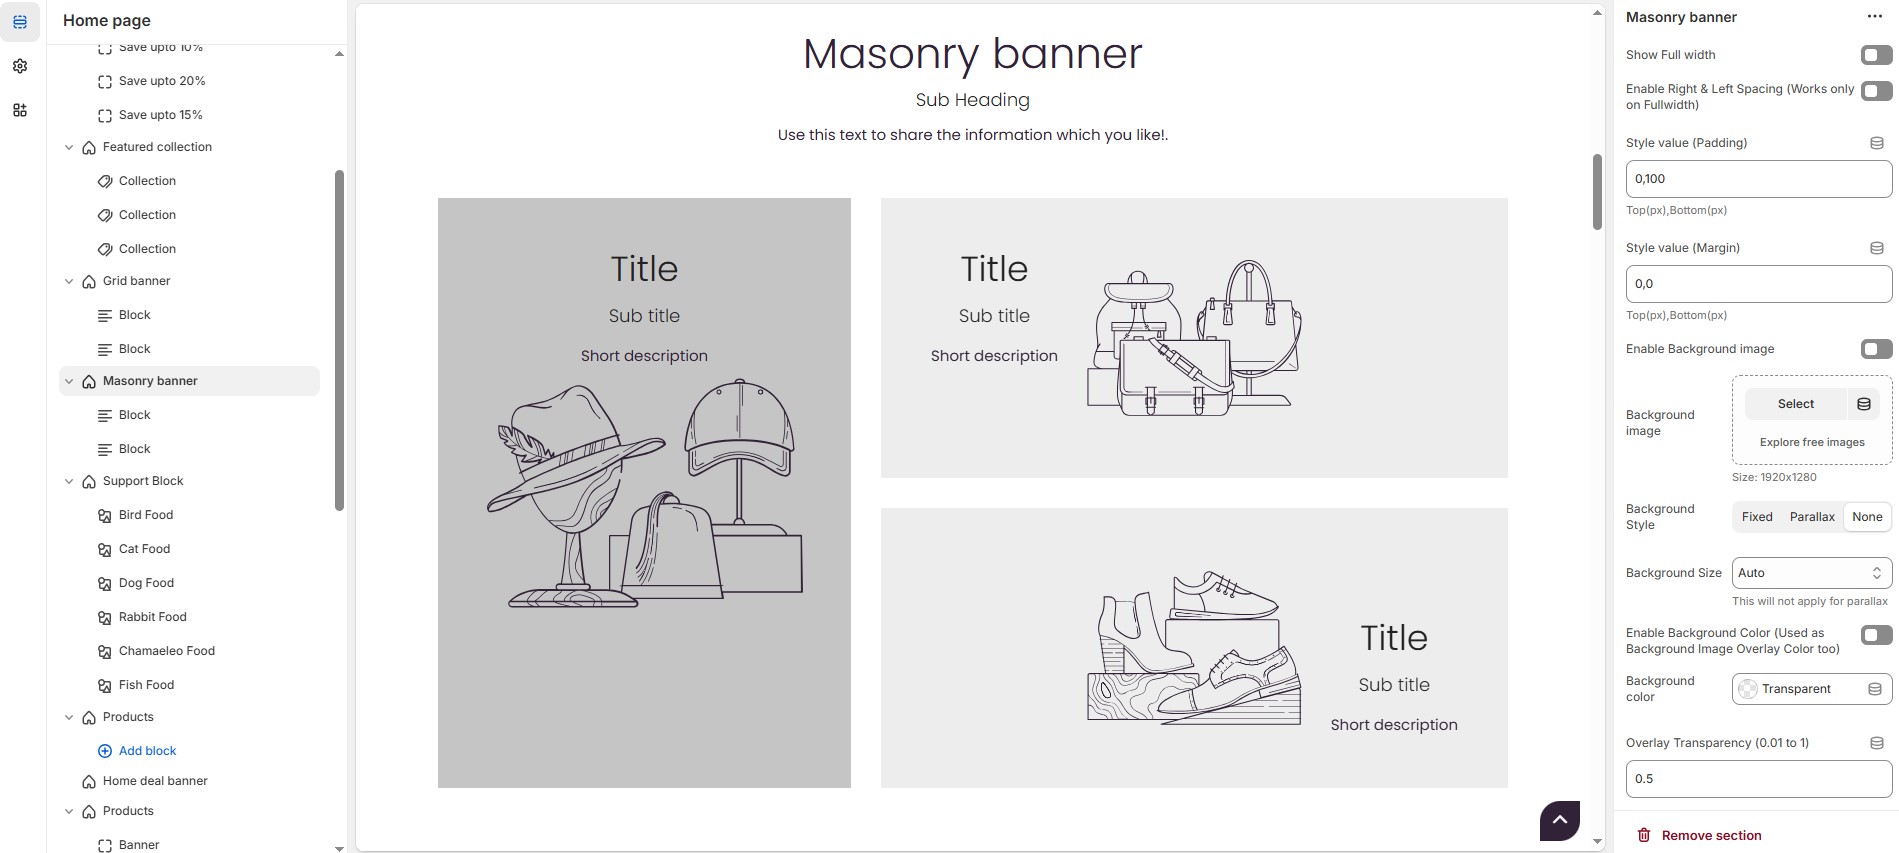 Home page
Save upto 10%
Save upto 20%
Save upto 15%
Featured collection
Collection
Collection
Collection
Grid banner
Block
Block
Masonry banner
Block
Block
Support Block
Bird Food
Cat Food
Dog Food
Rabbit Food
Chamaeleo Food
Fish Food
Products
Add block
Home deal banner
Products
Banner
Masonry banner
Sub Heading
Use this text to share the information which you like!.
Title
Sub title
Short description
Title
Sub title
Short description
Title
Sub title
Short description
Masonry banner
Show Full width
Enable Right & Left Spacing (Works only
on Fullwidth)
Style value (Padding)
0,100
Top(px),Bottom(px)
Style value (Margin)
0,0
Top(px),Bottom(px)
Enable Background image
Background
image
Select
Explore free images
Size: 1920x1280
Background
Style
Fixed Parallax None
Background Size
Auto
This will not apply for parallax
Enable Background Color (Used as
Background Image Overlay Color too)
Background
color
Transparent
Overlay Transparency (0.01 to 1)
0.5
Remove section